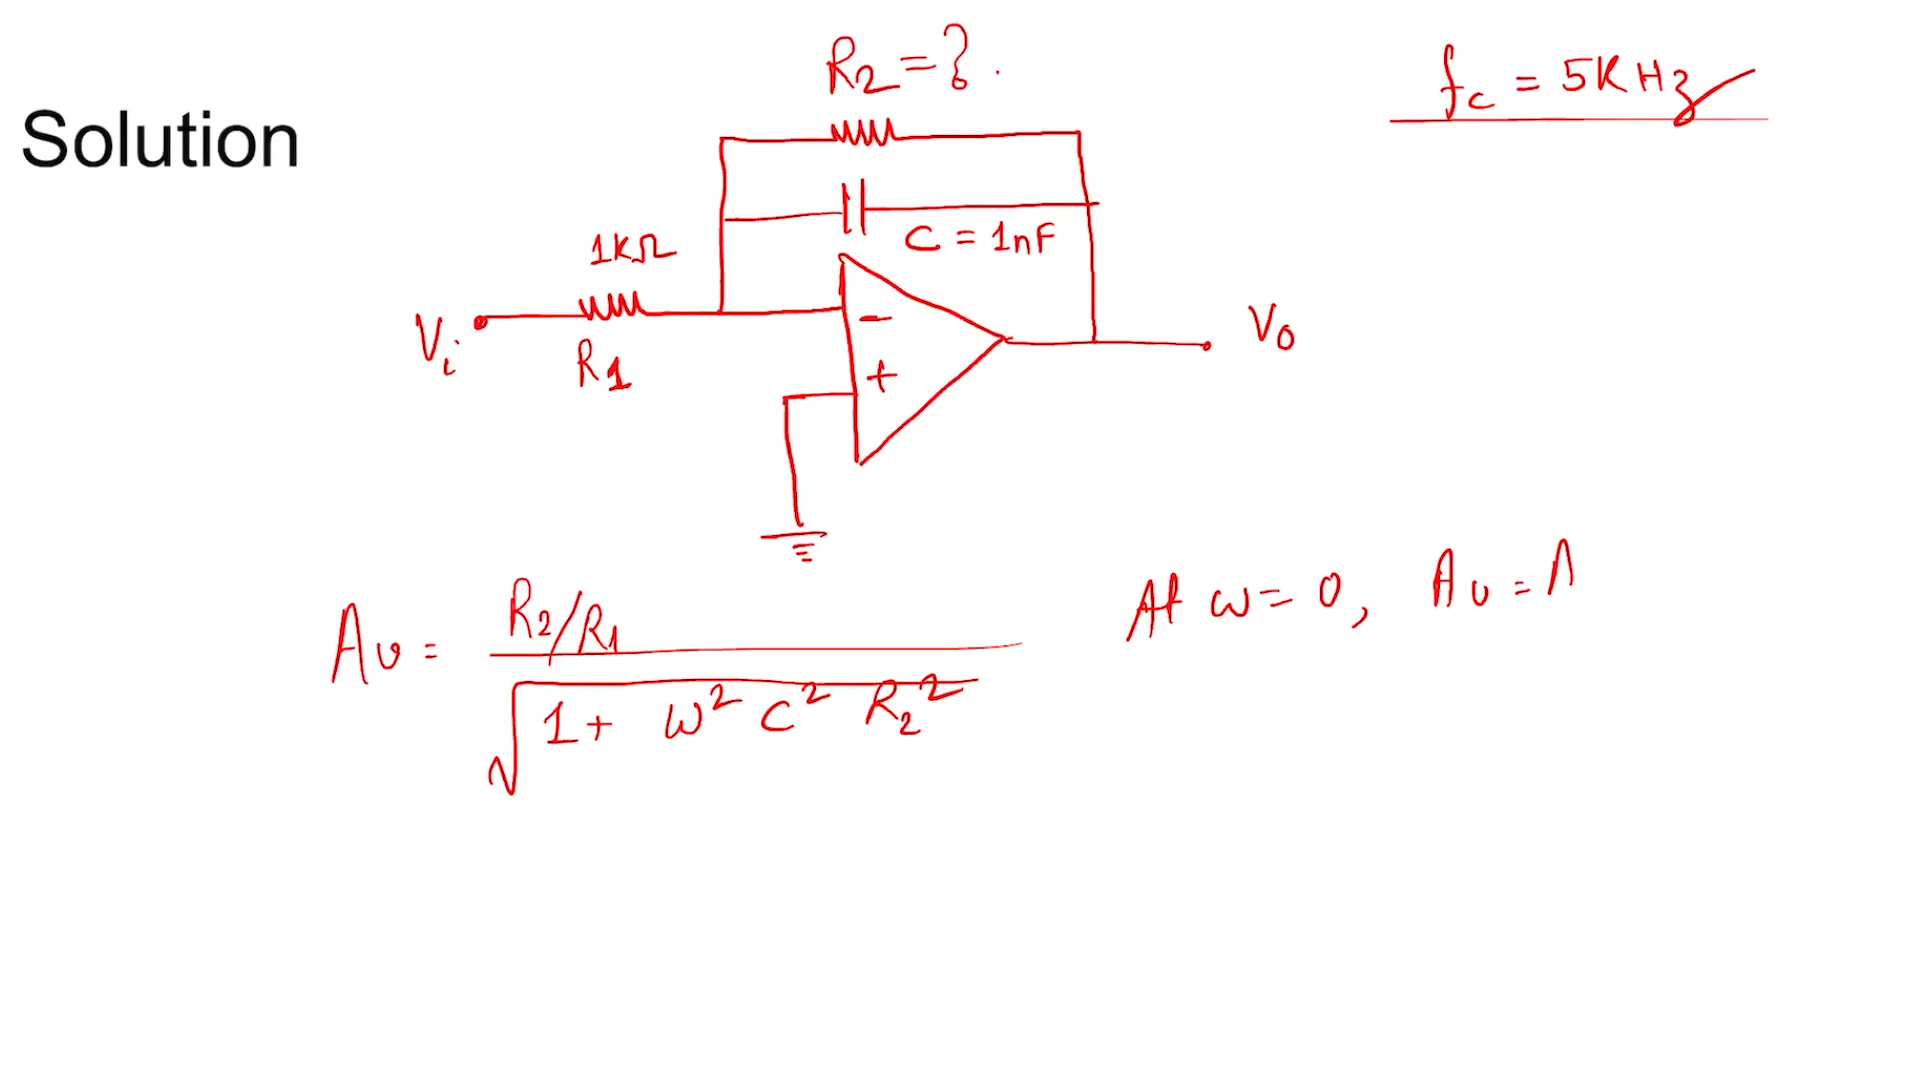 Solution
R2 = ?.
fc = 5KHz
C = 1nF
1kΩ
R1
Vi
-
+
Vo
Av = R2/R1
√1 + ω² C² R2²
At ω = 0, Av =